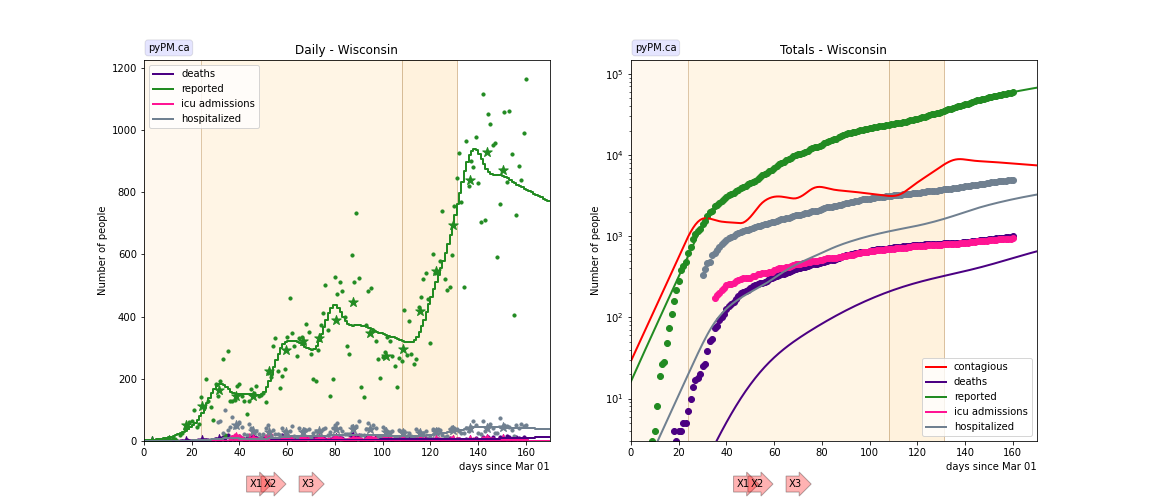 pyPM.ca
Daily - Wisconsin
1200
1000
800
600
400
200
0
Number of people
deaths
reported
icu admissions
hospitalized
0 20 40 60 80 100 120 140 160
days since Mar 01
X1 X2 X3
pyPM.ca
Totals - Wisconsin
10^5
10^4
10^3
10^2
10^1
Number of people
contagious
deaths
reported
icu admissions
hospitalized
0 20 40 60 80 100 120 140 160
days since Mar 01
X1 X2 X3